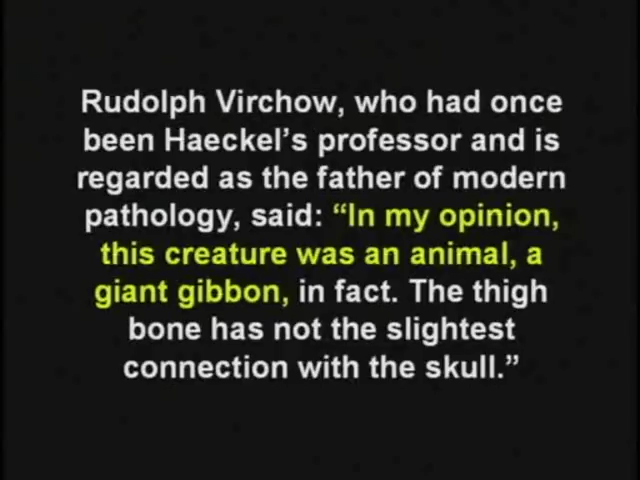 Rudolph Virchow, who had once
been Haeckel's professor and is
regarded as the father of modern
pathology, said: “In my opinion,
this creature was an animal, a
giant gibbon, in fact. The thigh
bone has not the slightest
connection with the skull.”